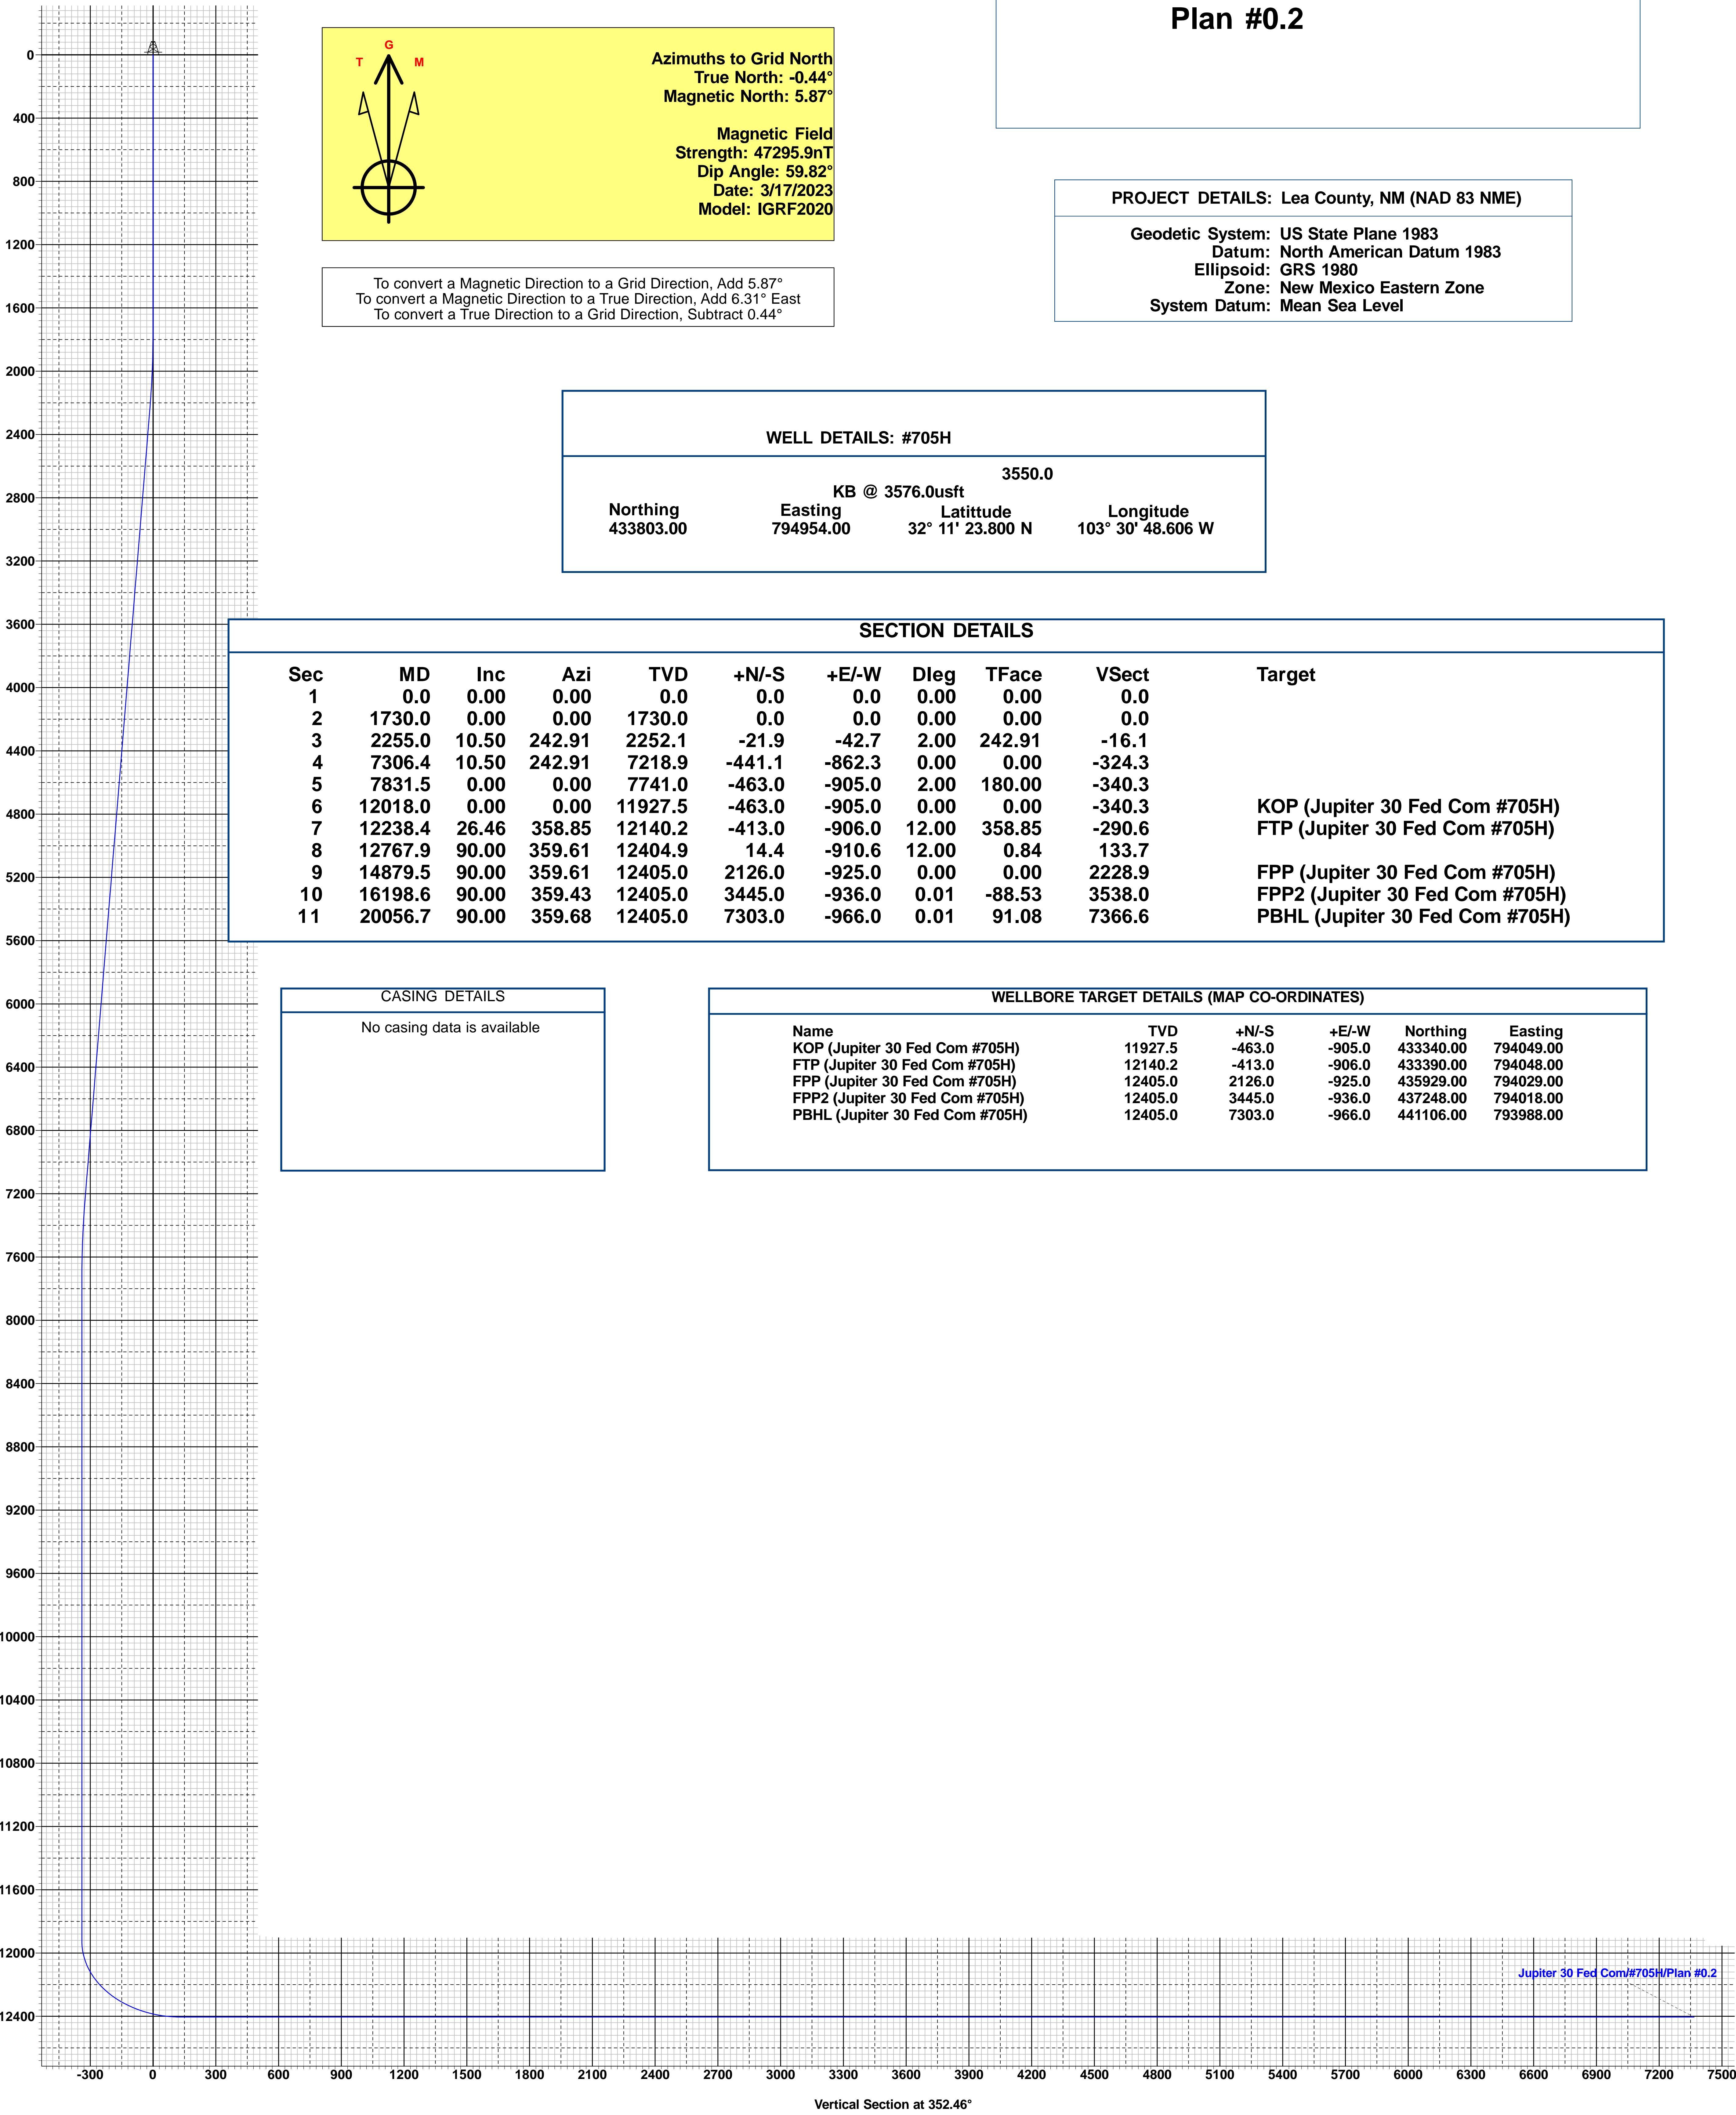 Plan #0.2
T G M
Azimuths to Grid North
True North: -0.44°
Magnetic North: 5.87°
Magnetic Field
Strength: 47295.9nT
Dip Angle: 59.82°
Date: 3/17/2023
Model: IGRF2020
To convert a Magnetic Direction to a Grid Direction, Add 5.87°
To convert a Magnetic Direction to a True Direction, Add 6.31° East
To convert a True Direction to a Grid Direction, Subtract 0.44°
PROJECT DETAILS: Lea County, NM (NAD 83 NME)
Geodetic System: US State Plane 1983
Datum: North American Datum 1983
Ellipsoid: GRS 1980
Zone: New Mexico Eastern Zone
System Datum: Mean Sea Level
WELL DETAILS: #705H
3550.0
KB @ 3576.0usft
Northing Easting Latittude Longitude
433803.00 794954.00 32° 11' 23.800 N 103° 30' 48.606 W
SECTION DETAILS
Sec MD Inc Azi TVD +N/-S +E/-W Dleg TFace VSect Target
1 0.0 0.00 0.00 0.0 0.0 0.0 0.00 0.00 0.0
2 1730.0 0.00 0.00 1730.0 0.0 0.0 0.00 0.00 0.0
3 2255.0 10.50 242.91 2252.1 -21.9 -42.7 2.00 242.91 -16.1
4 7306.4 10.50 242.91 7218.9 -441.1 -862.3 0.00 0.00 -324.3
5 7831.5 0.00 0.00 7741.0 -463.0 -905.0 2.00 180.00 -340.3
6 12018.0 0.00 0.00 11927.5 -463.0 -905.0 0.00 0.00 -340.3 KOP (Jupiter 30 Fed Com #705H)
7 12238.4 26.46 358.85 12140.2 -413.0 -906.0 12.00 358.85 -290.6 FTP (Jupiter 30 Fed Com #705H)
8 12767.9 90.00 359.61 12404.9 14.4 -910.6 12.00 0.84 133.7
9 14879.5 90.00 359.61 12405.0 2126.0 -925.0 0.00 0.00 2228.9 FPP (Jupiter 30 Fed Com #705H)
10 16198.6 90.00 359.43 12405.0 3445.0 -936.0 0.01 -88.53 3538.0 FPP2 (Jupiter 30 Fed Com #705H)
11 20056.7 90.00 359.68 12405.0 7303.0 -966.0 0.01 91.08 7366.6 PBHL (Jupiter 30 Fed Com #705H)
CASING DETAILS
No casing data is available
WELLBORE TARGET DETAILS (MAP CO-ORDINATES)
Name TVD +N/-S +E/-W Northing Easting
KOP (Jupiter 30 Fed Com #705H) 11927.5 -463.0 -905.0 433340.00 794049.00
FTP (Jupiter 30 Fed Com #705H) 12140.2 -413.0 -906.0 433390.00 794048.00
FPP (Jupiter 30 Fed Com #705H) 12405.0 2126.0 -925.0 435929.00 794029.00
FPP2 (Jupiter 30 Fed Com #705H) 12405.0 3445.0 -936.0 437248.00 794018.00
PBHL (Jupiter 30 Fed Com #705H) 12405.0 7303.0 -966.0 441106.00 793988.00
0
400
800
1200
1600
2000
2400
2800
3200
3600
4000
4400
4800
5200
5600
6000
6400
6800
7200
7600
8000
8400
8800
9200
9600
10000
10400
10800
11200
11600
12000
12400
Jupiter 30 Fed Com/#705H/Plan #0.2
-300 0 300 600 900 1200 1500 1800 2100 2400 2700 3000 3300 3600 3900 4200 4500 4800 5100 5400 5700 6000 6300 6600 6900 7200 7500
Vertical Section at 352.46°